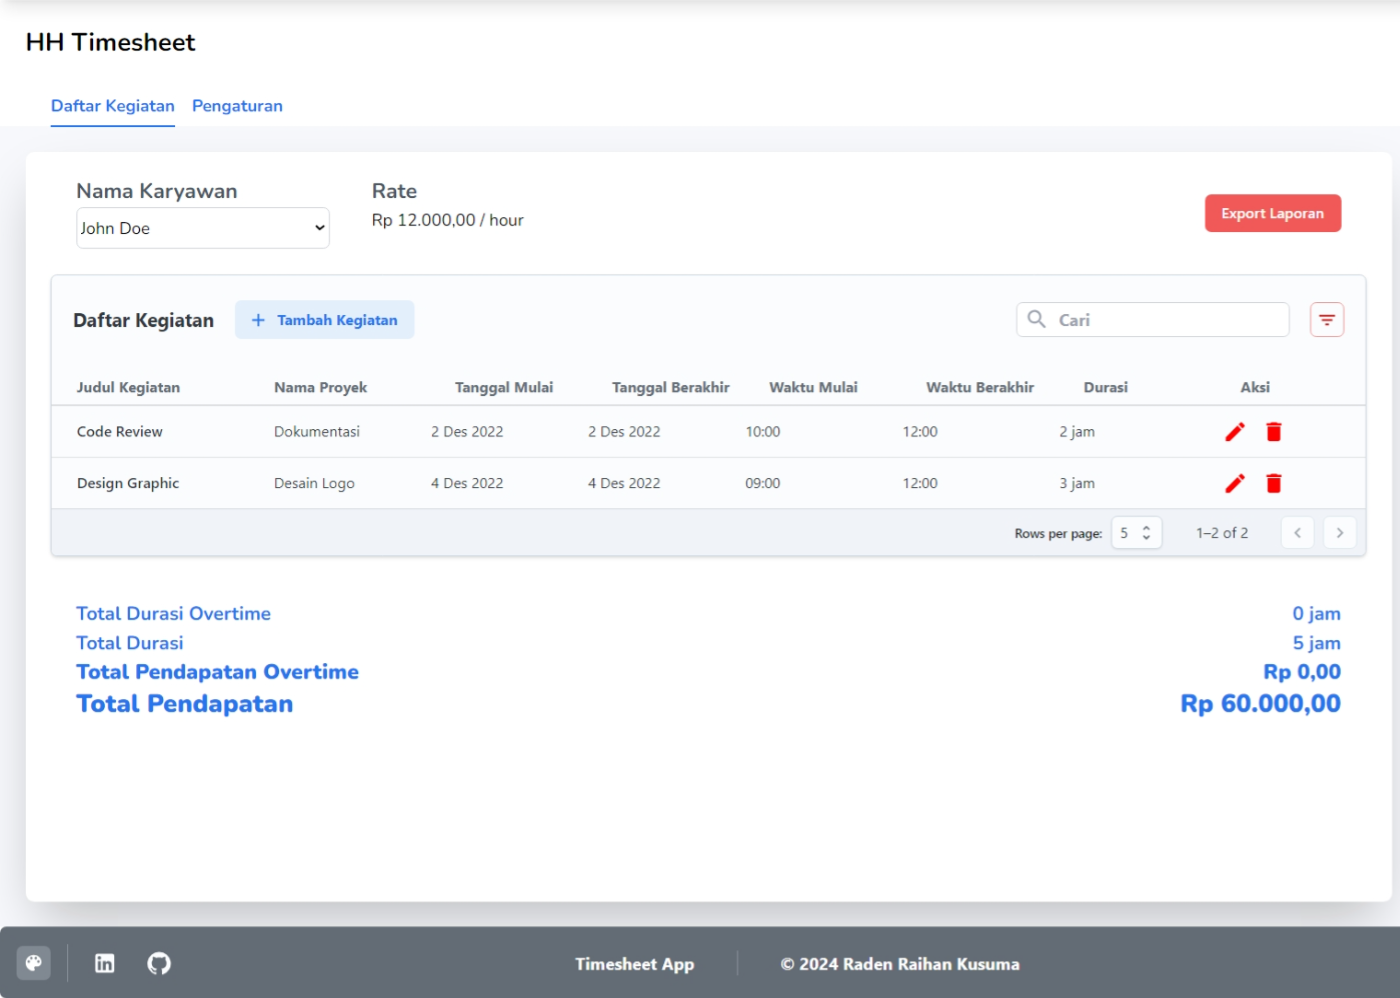 HH Timesheet
Daftar Kegiatan Pengaturan
Nama Karyawan Rate
John Doe Rp 12.000,00 / hour Export Laporan
Daftar Kegiatan + Tambah Kegiatan Cari
Judul Kegiatan Nama Proyek Tanggal Mulai Tanggal Berakhir Waktu Mulai Waktu Berakhir Durasi Aksi
Code Review Dokumentasi 2 Des 2022 2 Des 2022 10:00 12:00 2 jam
Design Graphic Desain Logo 4 Des 2022 4 Des 2022 09:00 12:00 3 jam
Rows per page: 5 1–2 of 2
Total Durasi Overtime 0 jam
Total Durasi 5 jam
Total Pendapatan Overtime Rp 0,00
Total Pendapatan Rp 60.000,00
in Timesheet App © 2024 Raden Raihan Kusuma